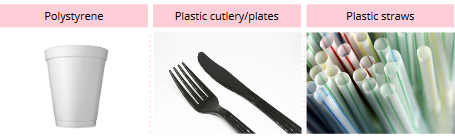 Polystyrene
Plastic cutlery/plates
Plastic straws